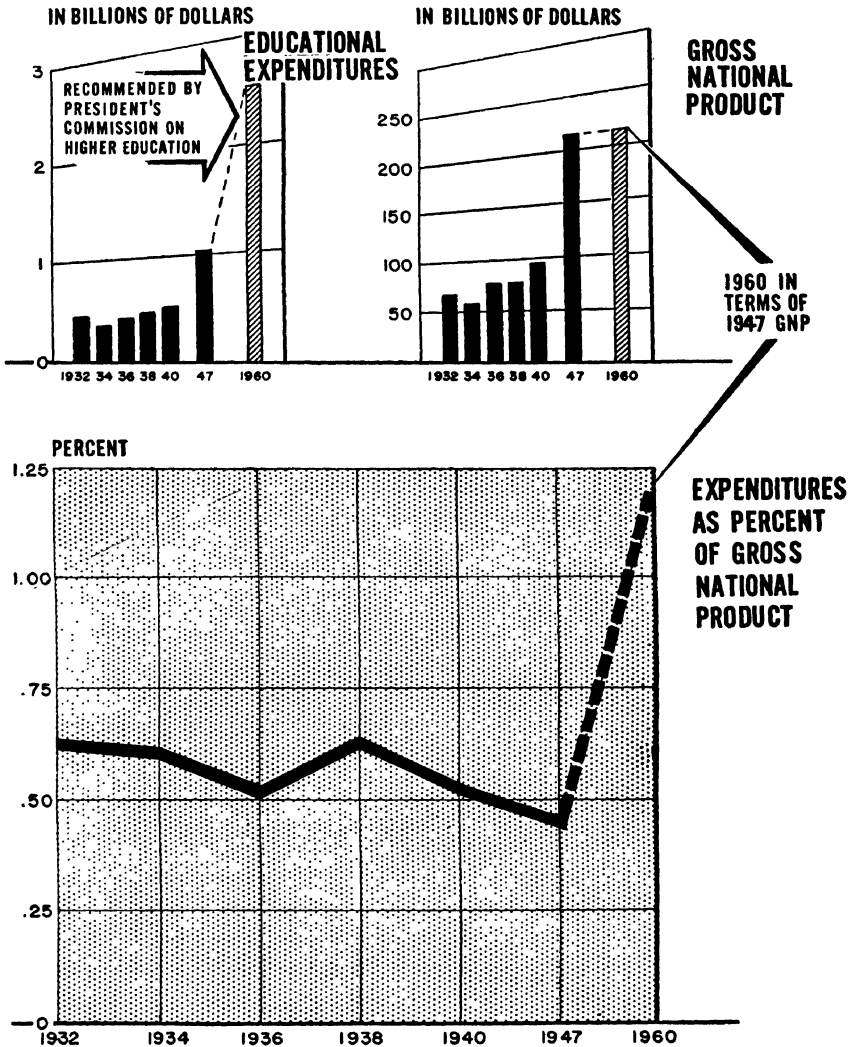 IN BILLIONS OF DOLLARS
EDUCATIONAL
EXPENDITURES
3
RECOMMENDED BY
PRESIDENT'S
COMMISSION ON
HIGHER EDUCATION
2
1
0
1932 34 36 38 40 47 1960
IN BILLIONS OF DOLLARS
GROSS
NATIONAL
PRODUCT
250
200
150
100
50
1932 34 36 38 40 47 1960
1960 IN
TERMS OF
1947 GNP
PERCENT
1.25
1.00
.75
.50
.25
0
1932 1934 1936 1938 1940 1947 1960
EXPENDITURES
AS PERCENT
OF GROSS
NATIONAL
PRODUCT